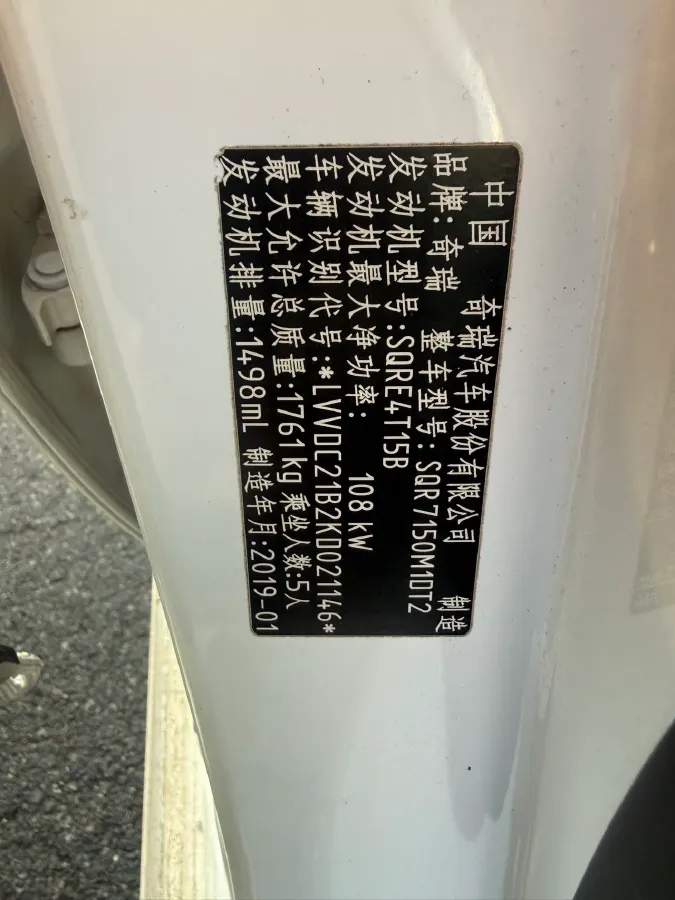 中国 奇瑞汽车股份有限公司 制造
品牌:奇瑞 整车型号:SQR7150M1DT2
发动机型号:SQRE4T15B
发动机最大净功率: 108 kW
车辆识别代号:*LVVDC21B2KD021146*
最大允许总质量:1761kg 乘坐人数:5人
发动机排量:1498mL 制造年月:2019-01